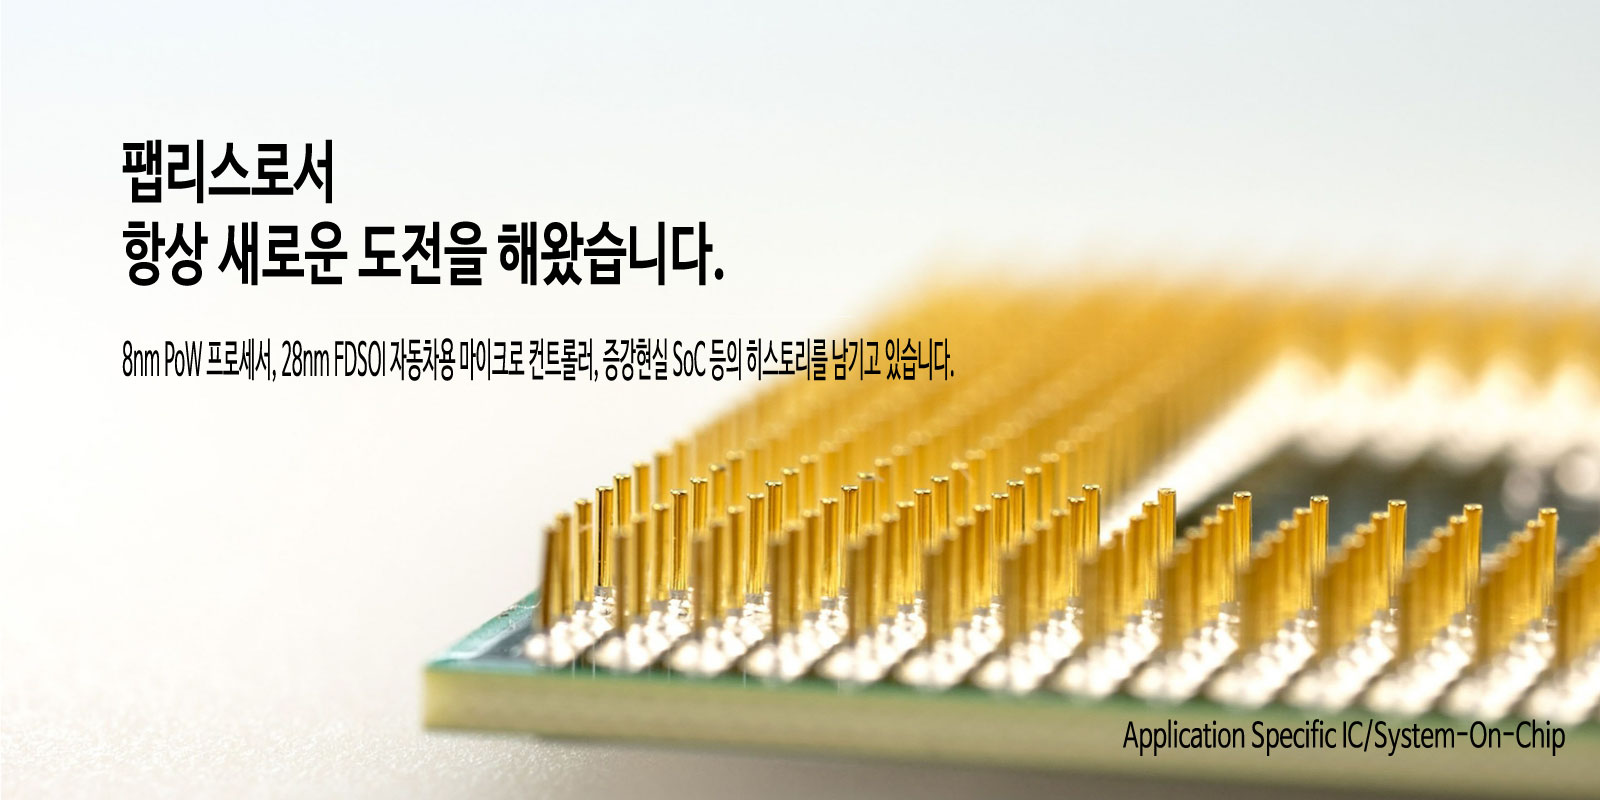 팹리스로서
항상 새로운 도전을 해왔습니다.
8nm PoW 프로세서, 28nm FDSOI 자동차용 마이크로 컨트롤러, 증강현실 SoC 등의 히스토리를 남기고 있습니다.
Application Specific IC/System-On-Chip